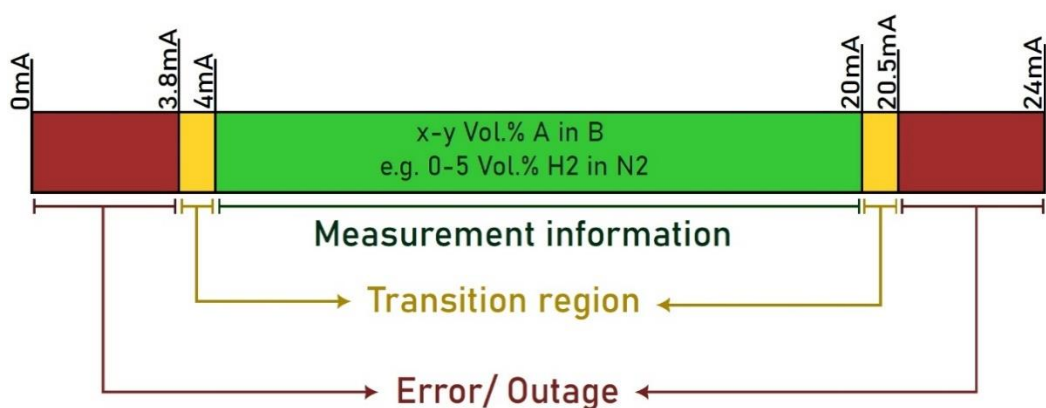 0mA
3.8mA
4mA
20mA
20.5mA
24mA
x-y Vol.% A in B
e.g. 0-5 Vol.% H2 in N2
Measurement information
Transition region
Error/ Outage